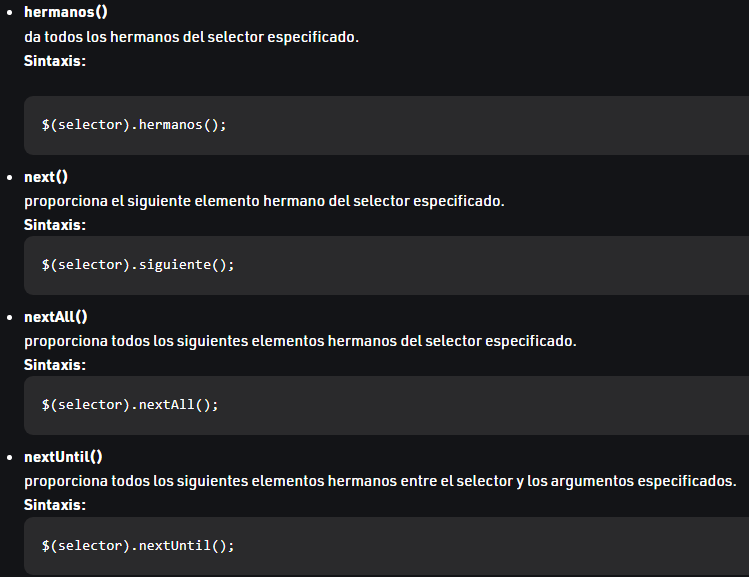 hermanos()
da todos los hermanos del selector especificado.
Sintaxis:
$(selector).hermanos();
next()
proporciona el siguiente elemento hermano del selector especificado.
Sintaxis:
$(selector).siguiente();
nextAll()
proporciona todos los siguientes elementos hermanos del selector especificado.
Sintaxis:
$(selector).nextAll();
nextUntil()
proporciona todos los siguientes elementos hermanos entre el selector y los argumentos especificados.
Sintaxis:
$(selector).nextUntil();